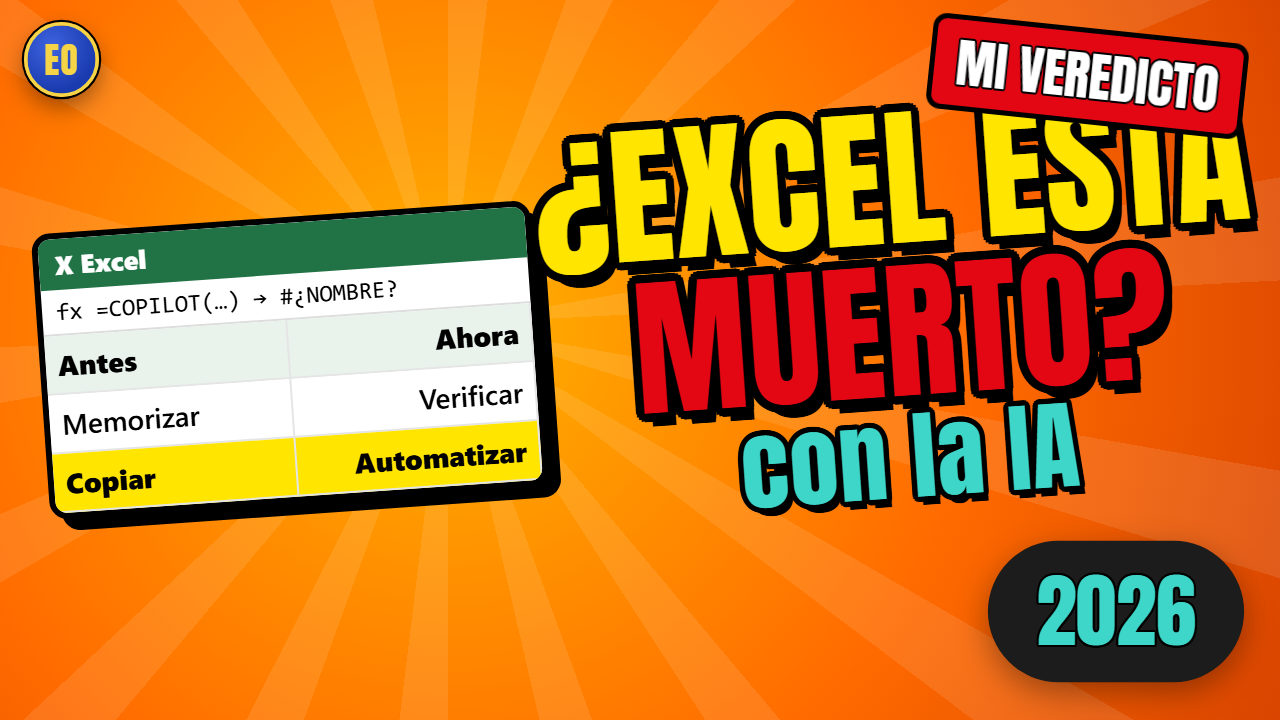 EO
MI VEREDICTO
¿EXCEL ESTÁ
MUERTO?
con la IA
X Excel
fx =COPILOT(…) → #¿NOMBRE?
Antes Ahora
Memorizar Verificar
Copiar Automatizar
2026